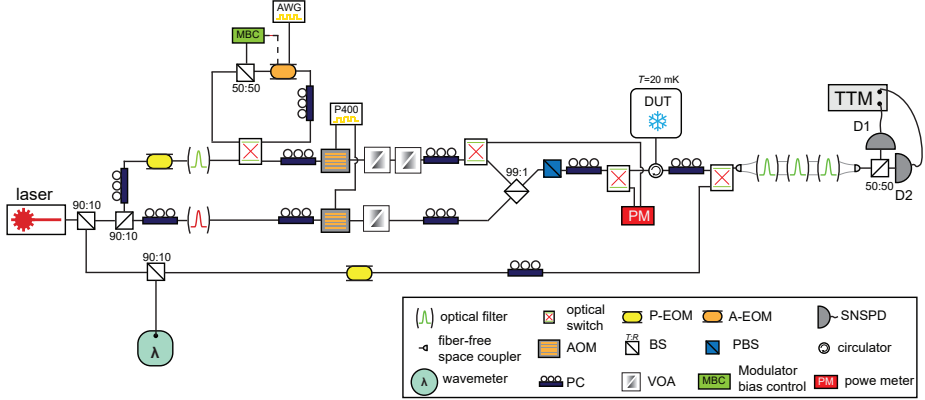 AWG
MBC
50:50
P400
T=20 mK
DUT
TTM
D1
99:1
50:50
D2
laser
90:10
90:10
PM
90:10
λ
optical filter
optical
switch
P-EOM
A-EOM
SNSPD
fiber-free
space coupler
AOM
T:R
BS
PBS
circulator
λ
wavemeter
PC
VOA
MBC
Modulator
bias control
PM
powe meter